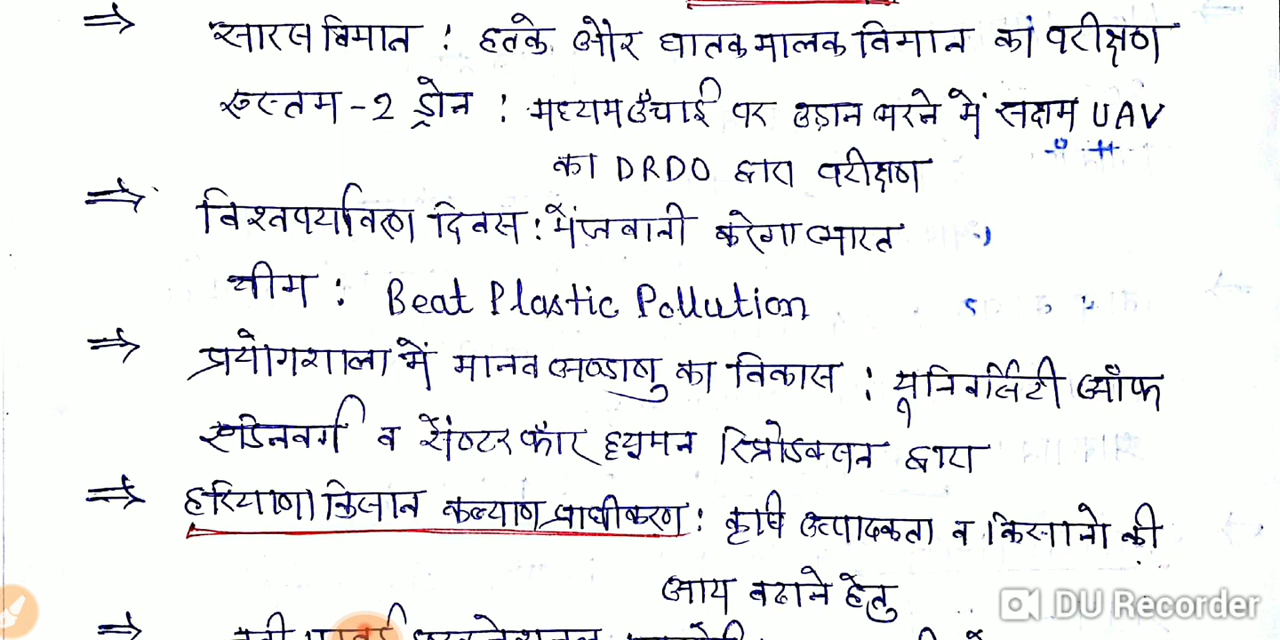 ⇒ सारस विमान : हल्के और घातक मालक विमान का परीक्षण
रूस्तम - 2 ड्रोन : मध्यम ऊँचाई पर उड़ान भरने में सक्षम UAV
का DRDO द्वारा परीक्षण
⇒ विश्व पर्यावरण दिवस : मेंजबानी करेगा भारत
थीम : Beat Plastic Pollution
⇒ प्रयोगशाला में मानव अण्डाणु का विकास : यूनिवर्सिटी ऑफ
एडिनबर्ग व सेंण्टर फॉर ह्यूमन रिप्रोडक्सन द्वारा
⇒ हरियाणा किसान कल्याण प्राधीकरण : कृषि उत्पादकता व किसानो की
आय बढाने हेतु
DU Recorder